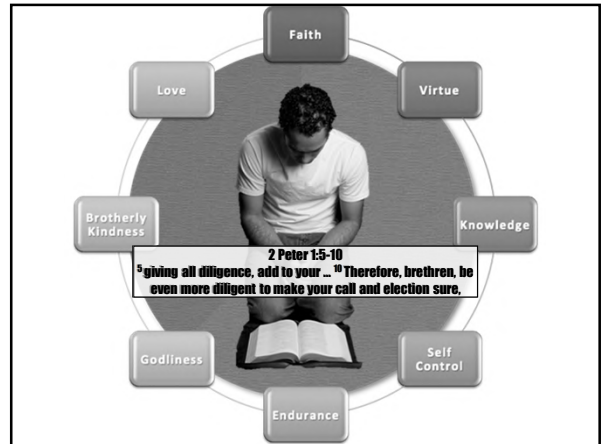 Faith
Virtue
Knowledge
Self
Control
Endurance
Godliness
Brotherly
Kindness
Love
2 Peter 1:5-10
5 giving all diligence, add to your ... 10 Therefore, brethren, be
even more diligent to make your call and election sure,